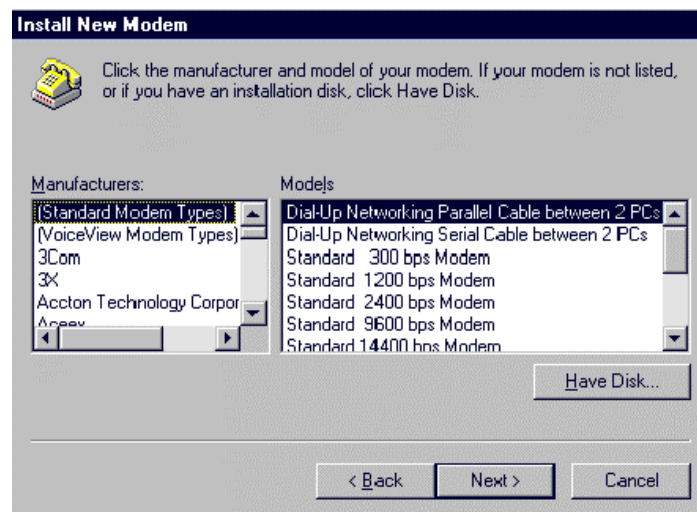 Install New Modem
Click the manufacturer and model of your modem. If your modem is not listed,
or if you have an installation disk, click Have Disk.
Manufacturers:
(Standard Modem Types)
(VoiceView Modem Types)
3Com
3X
Accton Technology Corpor
Aceex
Models
Dial-Up Networking Parallel Cable between 2 PCs
Dial-Up Networking Serial Cable between 2 PCs
Standard 300 bps Modem
Standard 1200 bps Modem
Standard 2400 bps Modem
Standard 9600 bps Modem
Standard 14400 bps Modem
Have Disk...
< Back
Next >
Cancel